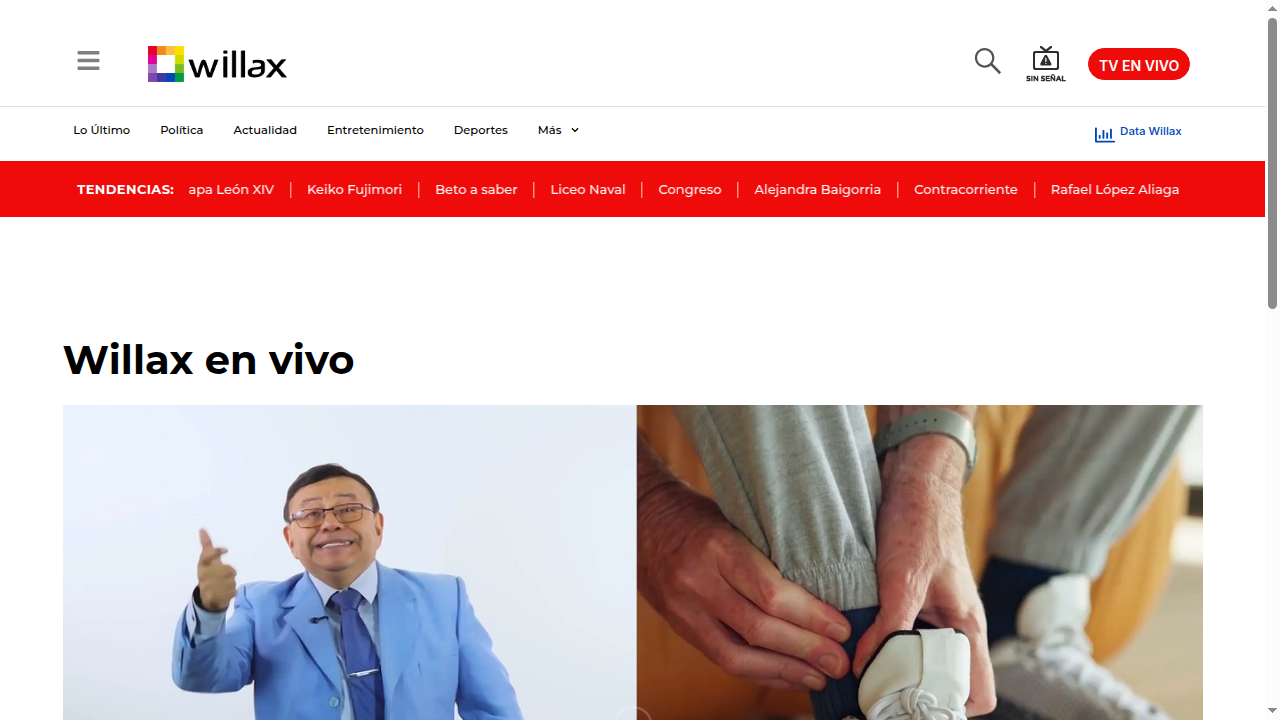 willax
SIN SEÑAL
TV EN VIVO
Lo Último Política Actualidad Entretenimiento Deportes Más
Data Willax
TENDENCIAS: apa León XIV | Keiko Fujimori | Beto a saber | Liceo Naval | Congreso | Alejandra Baigorria | Contracorriente | Rafael López Aliaga
Willax en vivo